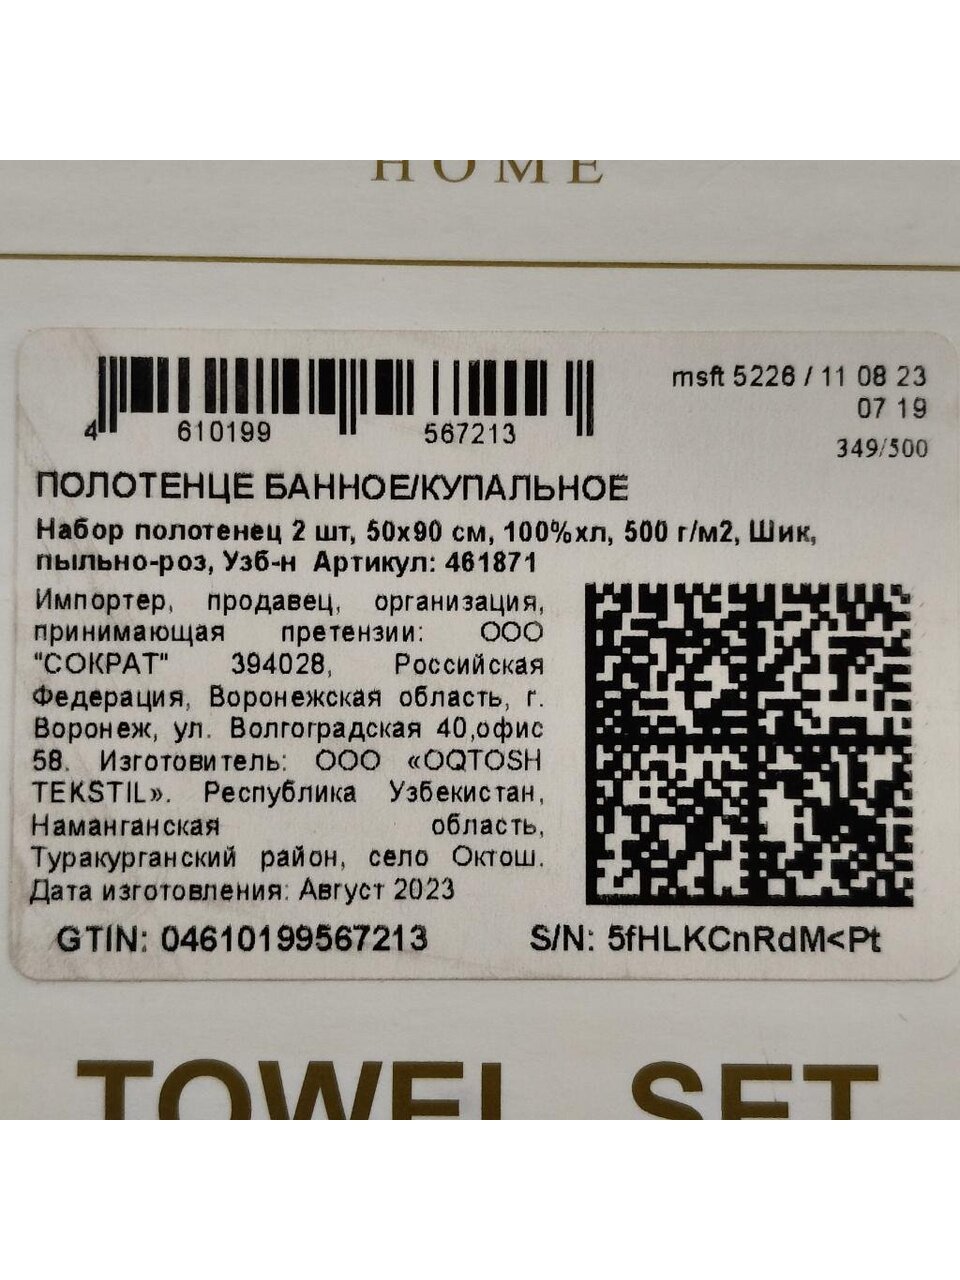 HOME
msft 5226 / 11 08 23
07 19
349/500
4 610199 567213
ПОЛОТЕНЦЕ БАННОЕ/КУПАЛЬНОЕ
Набор полотенец 2 шт, 50х90 см, 100%хл, 500 г/м2, Шик,
пыльно-роз, Узб-н Артикул: 461871
Импортер, продавец, организация,
принимающая претензии: ООО
"СОКРАТ" 394028, Российская
Федерация, Воронежская область, г.
Воронеж, ул. Волгоградская 40,офис
58. Изготовитель: ООО «OQTOSH
TEKSTIL». Республика Узбекистан,
Наманганская область,
Туракурганский район, село Октош.
Дата изготовления: Август 2023
GTIN: 04610199567213
S/N: 5fHLKCnRdM<Pt
TOWEL SET